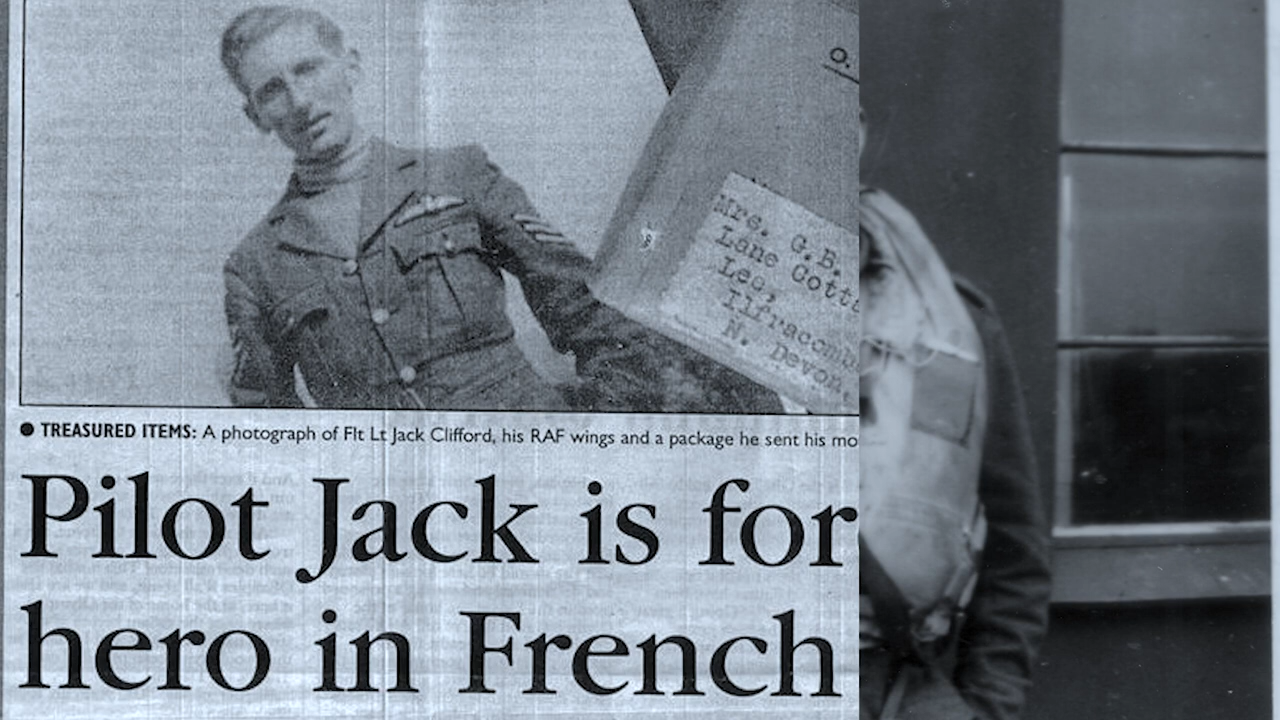 O.
Mrs. G.B.
Lane Cotta
Lee,
Ilfracomb
N. Devon.
● TREASURED ITEMS: A photograph of Flt Lt Jack Clifford, his RAF wings and a package he sent his mo
Pilot Jack is for
hero in French